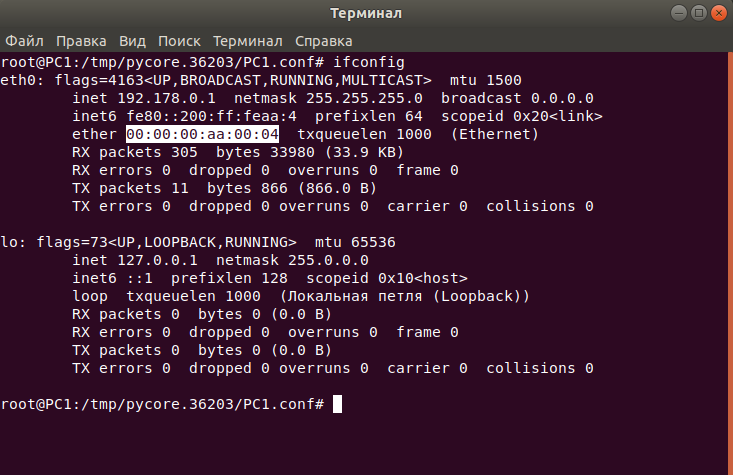 Терминал
Файл Правка Вид Поиск Терминал Справка
root@PC1:/tmp/pycore.36203/PC1.conf# ifconfig
eth0: flags=4163<UP,BROADCAST,RUNNING,MULTICAST>  mtu 1500
        inet 192.178.0.1  netmask 255.255.255.0  broadcast 0.0.0.0
        inet6 fe80::200:ff:feaa:4  prefixlen 64  scopeid 0x20<link>
        ether 00:00:00:aa:00:04  txqueuelen 1000  (Ethernet)
        RX packets 305  bytes 33980 (33.9 KB)
        RX errors 0  dropped 0  overruns 0  frame 0
        TX packets 11  bytes 866 (866.0 B)
        TX errors 0  dropped 0 overruns 0  carrier 0  collisions 0

lo: flags=73<UP,LOOPBACK,RUNNING>  mtu 65536
        inet 127.0.0.1  netmask 255.0.0.0
        inet6 ::1  prefixlen 128  scopeid 0x10<host>
        loop  txqueuelen 1000  (Локальная петля (Loopback))
        RX packets 0  bytes 0 (0.0 B)
        RX errors 0  dropped 0  overruns 0  frame 0
        TX packets 0  bytes 0 (0.0 B)
        TX errors 0  dropped 0 overruns 0  carrier 0  collisions 0

root@PC1:/tmp/pycore.36203/PC1.conf#